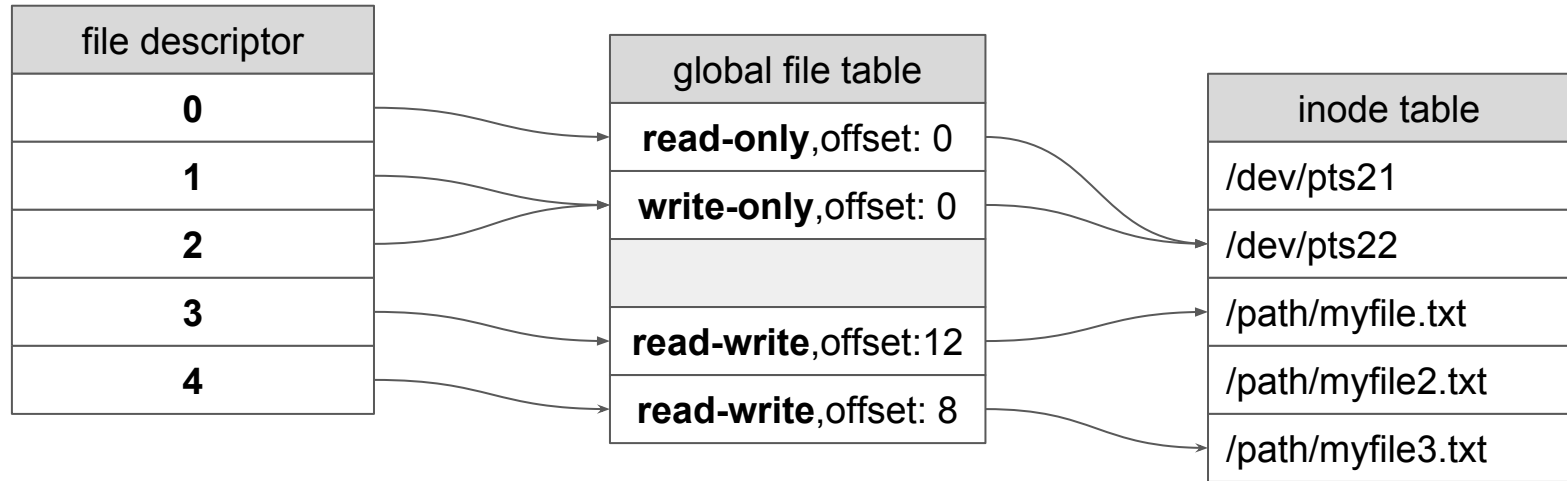 file descriptor
0
1
2
3
4
global file table
read-only,offset: 0
write-only,offset: 0
read-write,offset:12
read-write,offset: 8
inode table
/dev/pts21
/dev/pts22
/path/myfile.txt
/path/myfile2.txt
/path/myfile3.txt